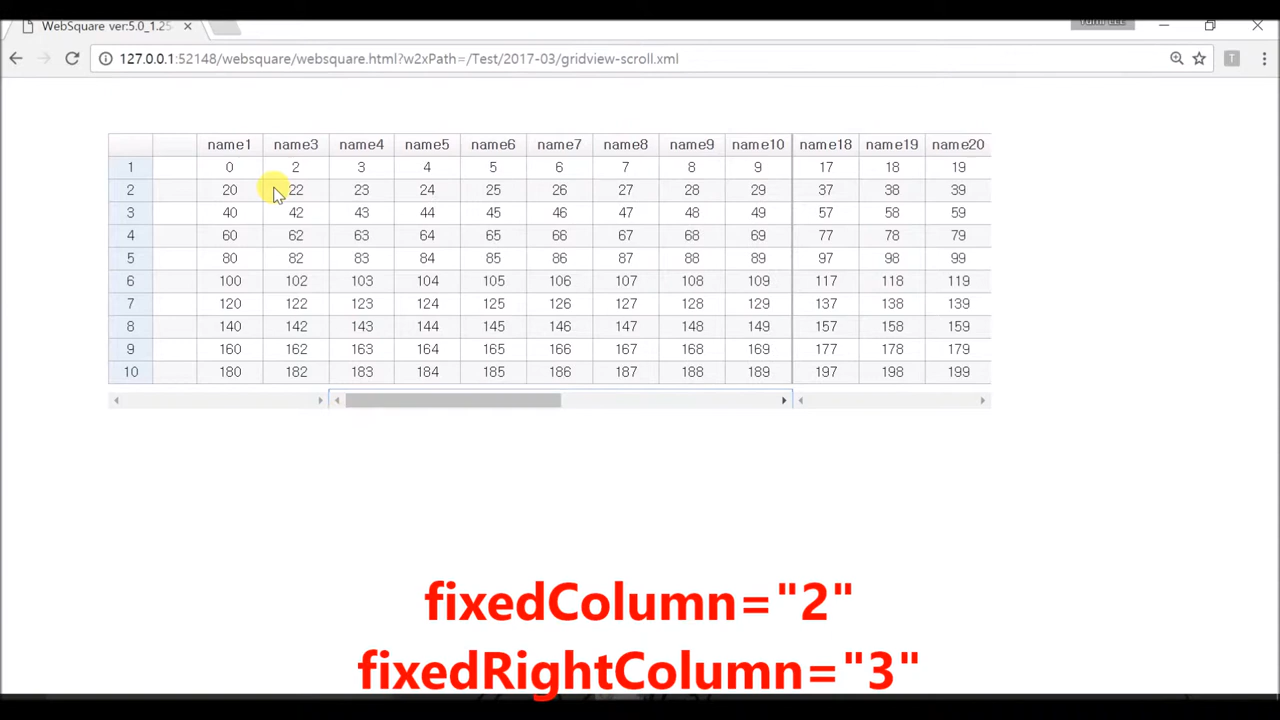 WebSquare ver:5.0_1.25
127.0.0.1:52148/websquare/websquare.html?w2xPath=/Test/2017-03/gridview-scroll.xml
T
name1 name3 name4 name5 name6 name7 name8 name9 name10 name18 name19 name20
1 0 2 3 4 5 6 7 8 9 17 18 19
2 20 22 23 24 25 26 27 28 29 37 38 39
3 40 42 43 44 45 46 47 48 49 57 58 59
4 60 62 63 64 65 66 67 68 69 77 78 79
5 80 82 83 84 85 86 87 88 89 97 98 99
6 100 102 103 104 105 106 107 108 109 117 118 119
7 120 122 123 124 125 126 127 128 129 137 138 139
8 140 142 143 144 145 146 147 148 149 157 158 159
9 160 162 163 164 165 166 167 168 169 177 178 179
10 180 182 183 184 185 186 187 188 189 197 198 199
fixedColumn="2"
fixedRightColumn="3"